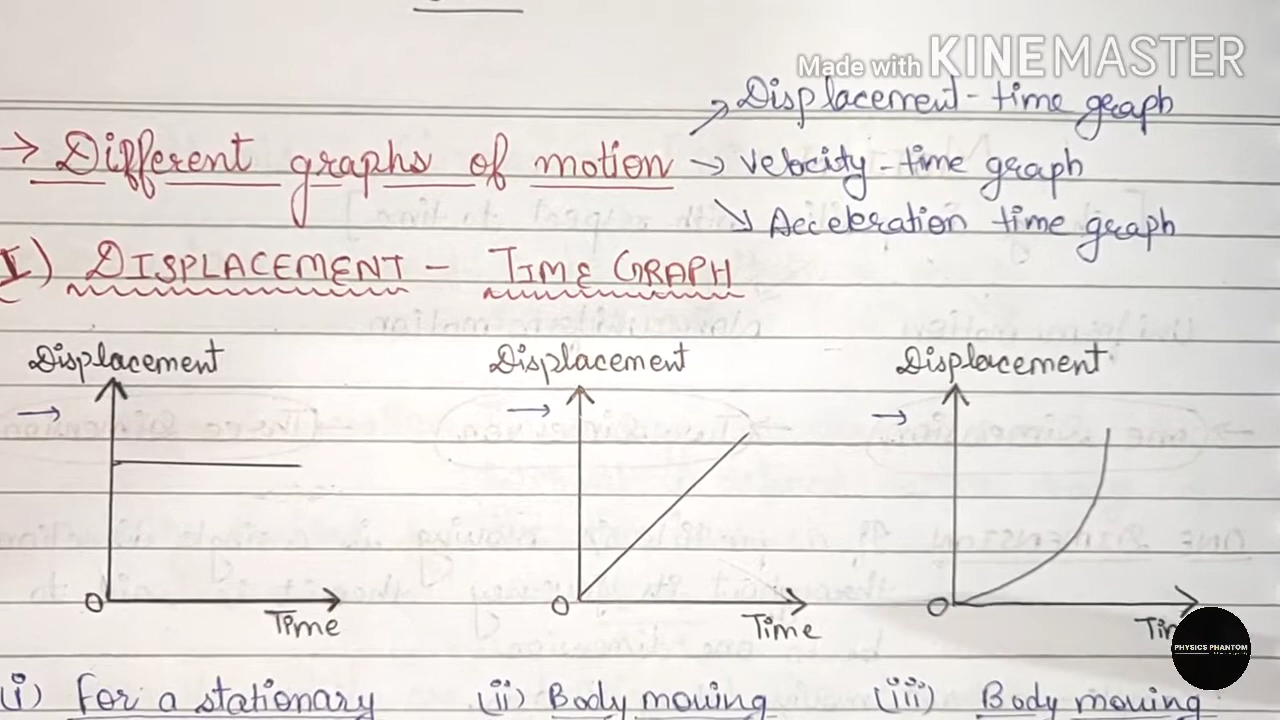 Made with KINEMASTER
→ Different graphs of motion → Displacement-time graph
→ Velocity-time graph
→ Acceleration time graph
I) DISPLACEMENT - TIME GRAPH
Displacement
→
O
Time
Displacement
→
O
Time
Displacement
→
O
PHYSICS PHANTOM
(i) For a stationary
(ii) Body moving
(iii) Body moving